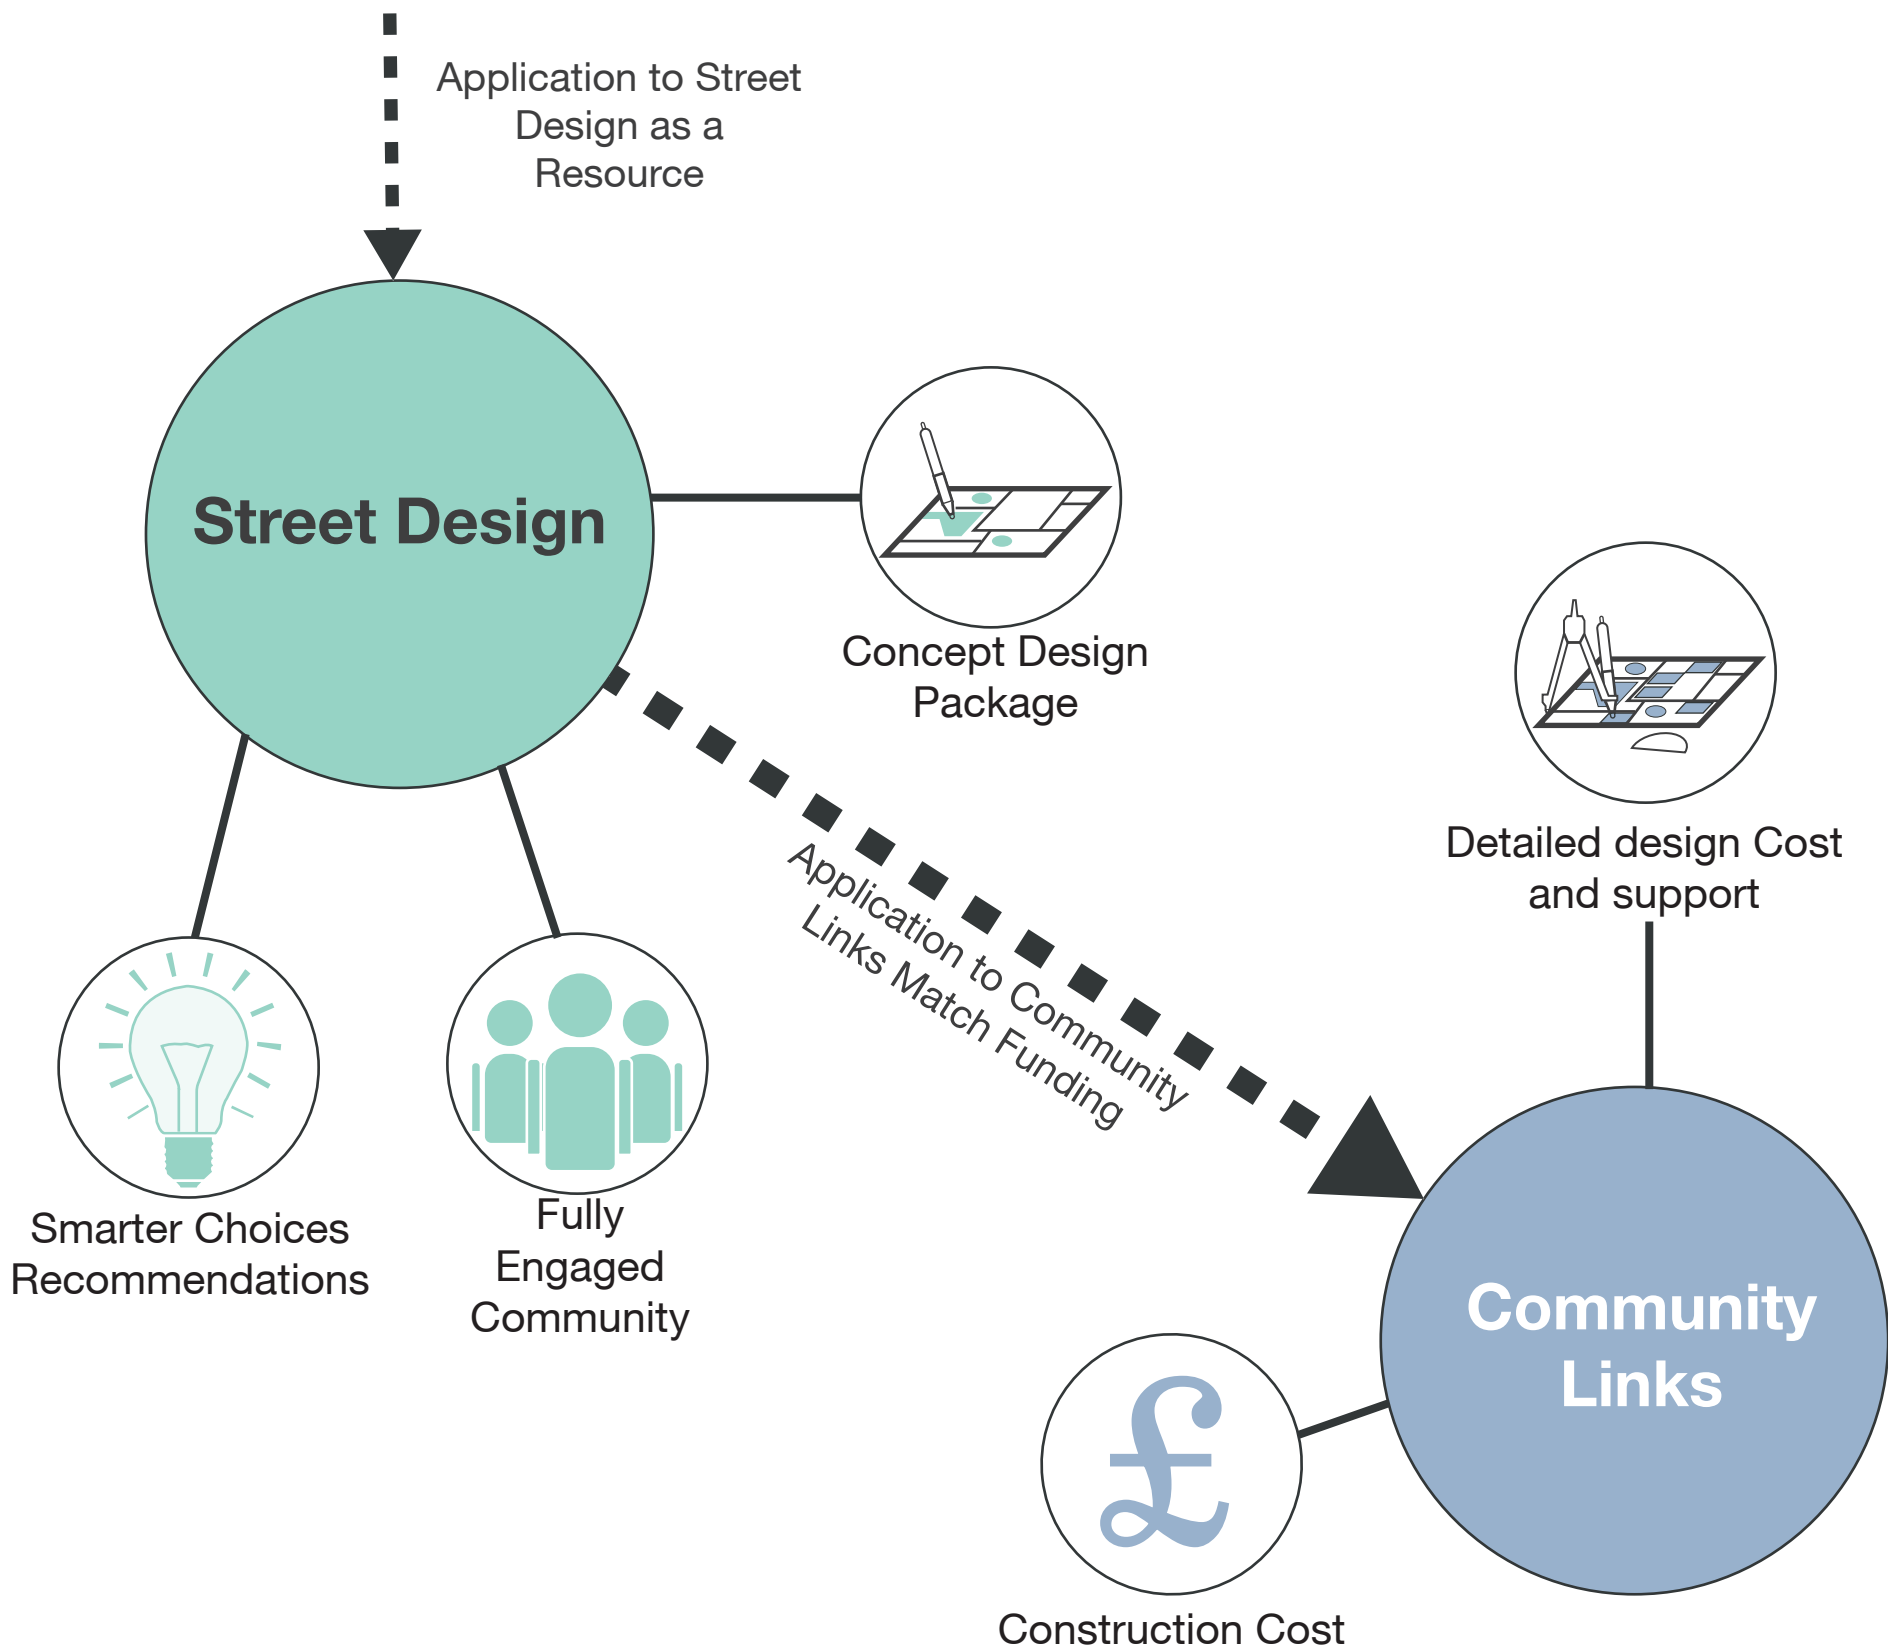 Application to Street
Design as a
Resource
Street Design
Concept Design
Package
Detailed design Cost
and support
Application to Community
Links Match Funding
Smarter Choices
Recommendations
Fully
Engaged
Community
Community
Links
£
Construction Cost